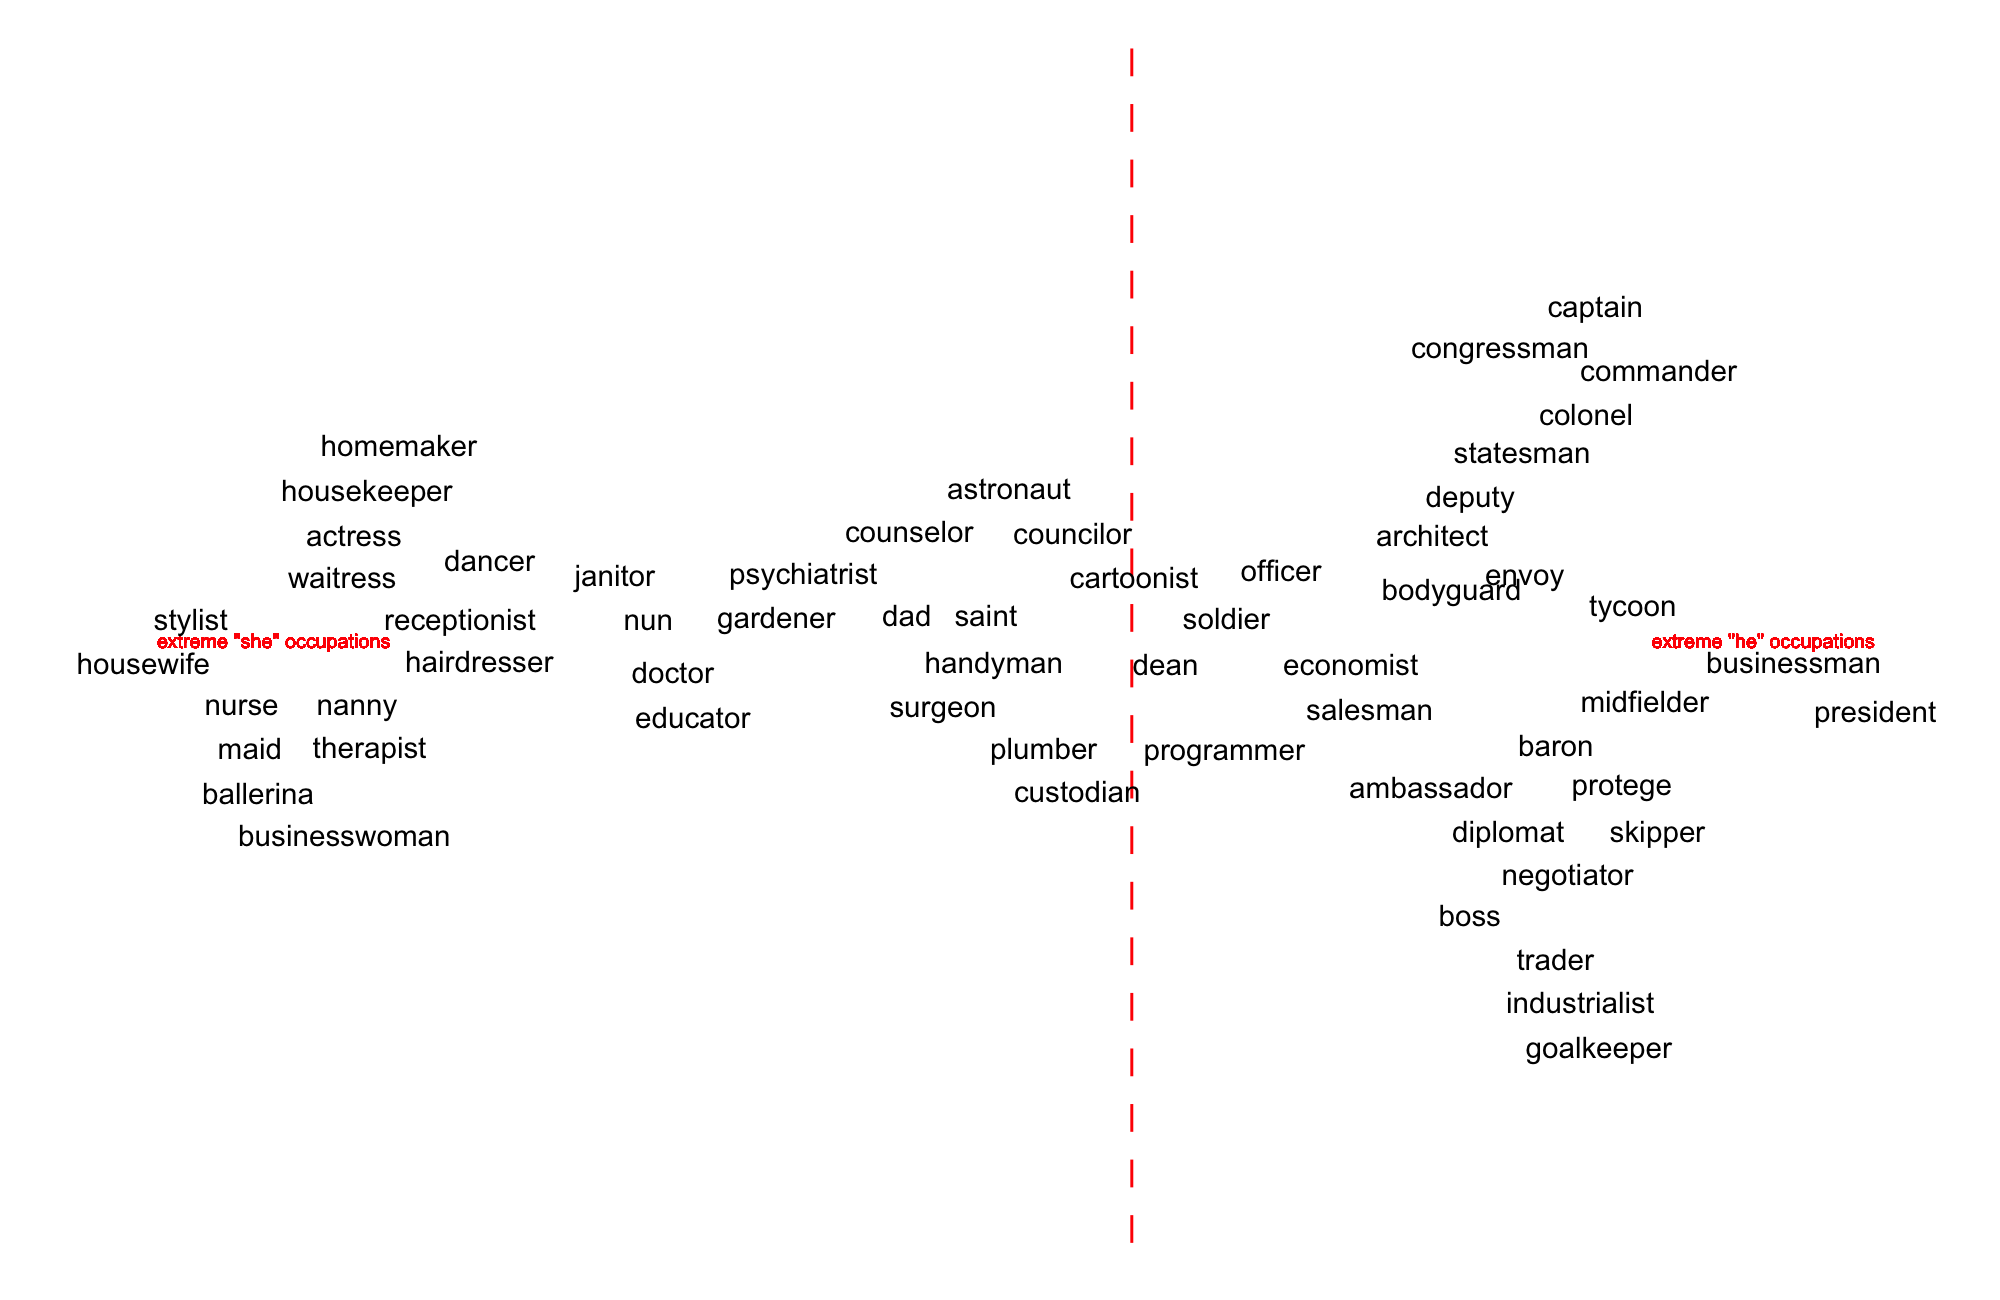 captain
congressman
commander
colonel
homemaker
statesman
housekeeper
astronaut
deputy
actress
counselor
councilor
architect
dancer
waitress
janitor
psychiatrist
cartoonist
officer
envoy
bodyguard
tycoon
stylist
receptionist
nun
gardener
dad
saint
soldier
extreme "she" occupations
extreme "he" occupations
housewife
hairdresser
doctor
handyman
dean
economist
businessman
nurse
nanny
educator
surgeon
salesman
midfielder
president
maid
therapist
plumber
programmer
baron
ballerina
custodian
ambassador
protege
businesswoman
diplomat
skipper
negotiator
boss
trader
industrialist
goalkeeper